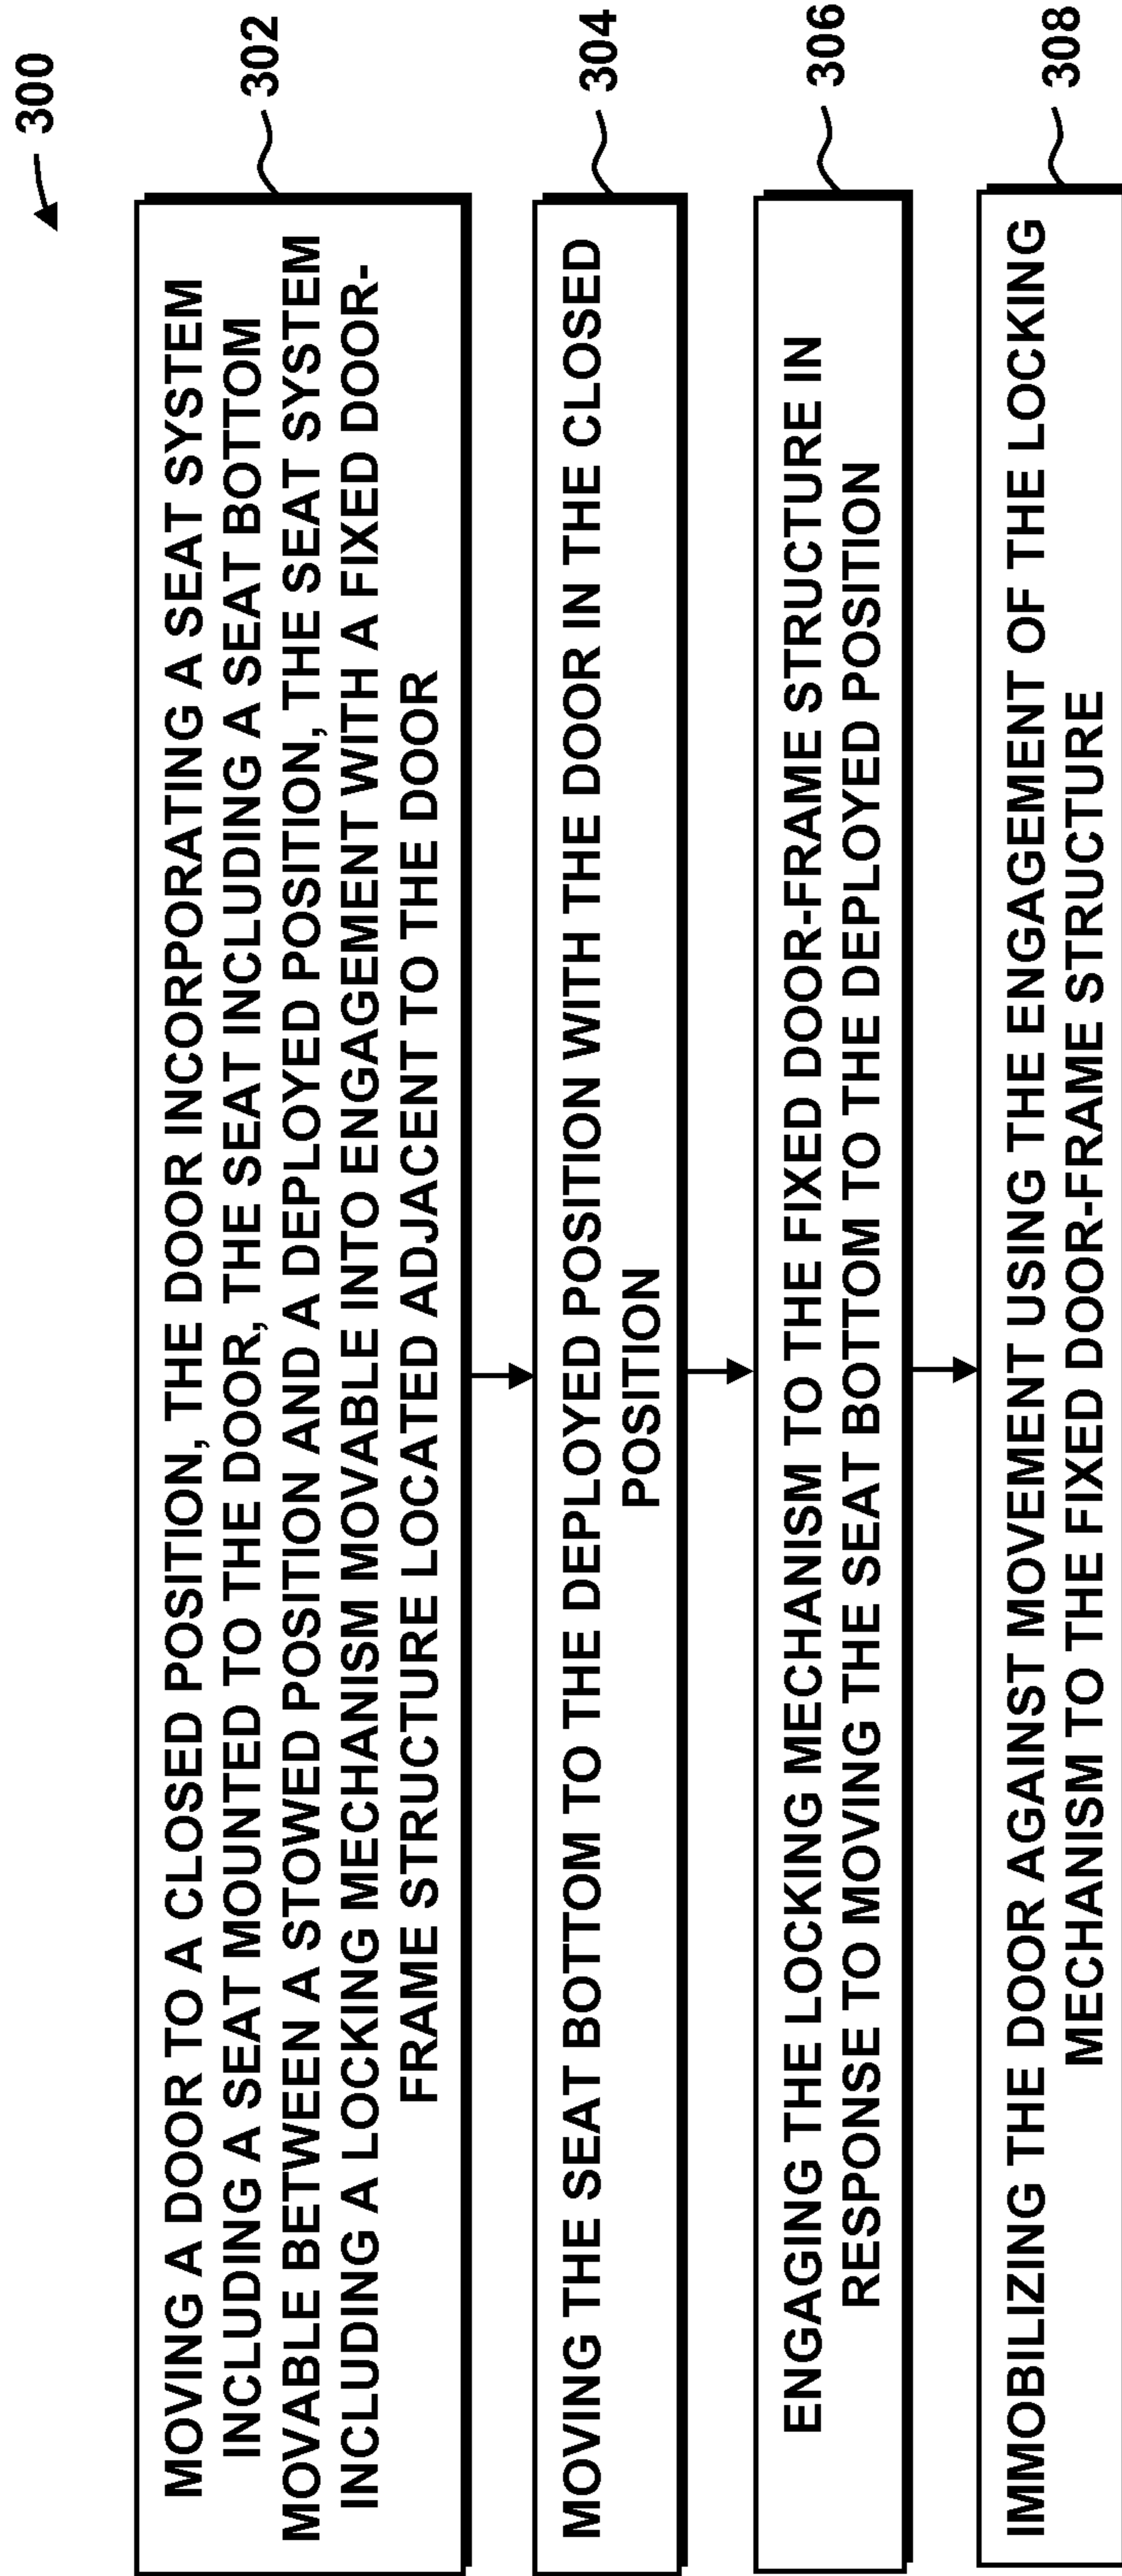 300
MOVING A DOOR TO A CLOSED POSITION, THE DOOR INCORPORATING A SEAT SYSTEM
INCLUDING A SEAT MOUNTED TO THE DOOR, THE SEAT INCLUDING A SEAT BOTTOM
MOVABLE BETWEEN A STOWED POSITION AND A DEPLOYED POSITION, THE SEAT SYSTEM
INCLUDING A LOCKING MECHANISM MOVABLE INTO ENGAGEMENT WITH A FIXED DOOR-
FRAME STRUCTURE LOCATED ADJACENT TO THE DOOR
302
MOVING THE SEAT BOTTOM TO THE DEPLOYED POSITION WITH THE DOOR IN THE CLOSED
POSITION
304
ENGAGING THE LOCKING MECHANISM TO THE FIXED DOOR-FRAME STRUCTURE IN
RESPONSE TO MOVING THE SEAT BOTTOM TO THE DEPLOYED POSITION
306
IMMOBILIZING THE DOOR AGAINST MOVEMENT USING THE ENGAGEMENT OF THE LOCKING
MECHANISM TO THE FIXED DOOR-FRAME STRUCTURE
308